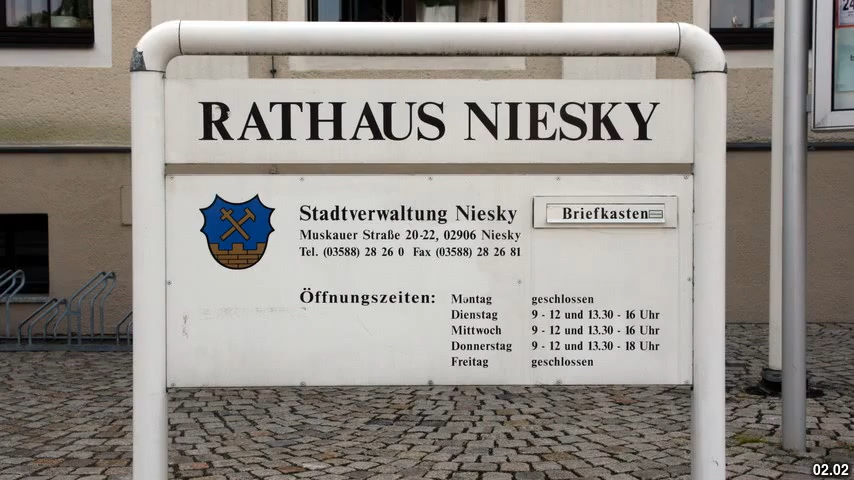 RATHAUS NIESKY
Stadtverwaltung Niesky
Muskauer Straße 20-22, 02906 Niesky
Tel. (03588) 28 26 0 Fax (03588) 28 26 81
Briefkasten
Öffnungszeiten:
Montag geschlossen
Dienstag 9 - 12 und 13.30 - 16 Uhr
Mittwoch 9 - 12 und 13.30 - 16 Uhr
Donnerstag 9 - 12 und 13.30 - 18 Uhr
Freitag geschlossen
24
02.02